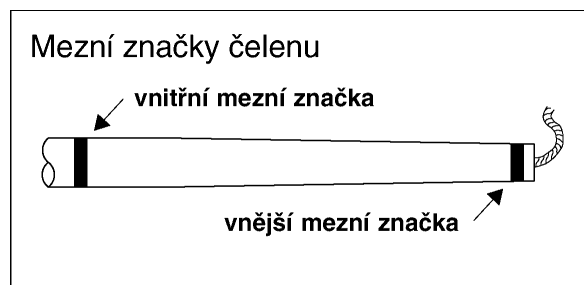 Mezní značky čelenu
vnitřní mezní značka
vnější mezní značka